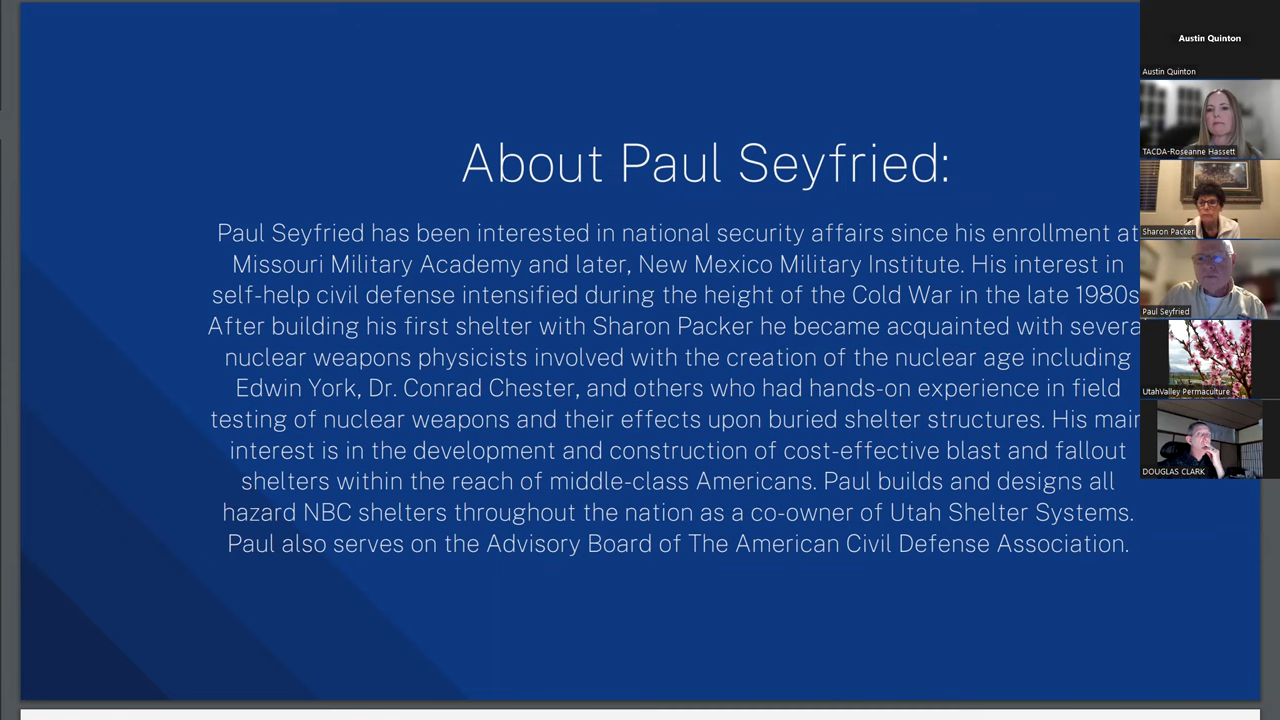 About Paul Seyfried:
Paul Seyfried has been interested in national security affairs since his enrollment at
Missouri Military Academy and later, New Mexico Military Institute. His interest in
self-help civil defense intensified during the height of the Cold War in the late 1980s
After building his first shelter with Sharon Packer he became acquainted with severa
nuclear weapons physicists involved with the creation of the nuclear age including
Edwin York, Dr. Conrad Chester, and others who had hands-on experience in field
testing of nuclear weapons and their effects upon buried shelter structures. His main
interest is in the development and construction of cost-effective blast and fallout
shelters within the reach of middle-class Americans. Paul builds and designs all
hazard NBC shelters throughout the nation as a co-owner of Utah Shelter Systems.
Paul also serves on the Advisory Board of The American Civil Defense Association.
Austin Quinton
Austin Quinton
TACDA-Roseanne Hassett
Sharon Packer
Paul Seyfried
UtahValley Permaculture
DOUGLAS CLARK